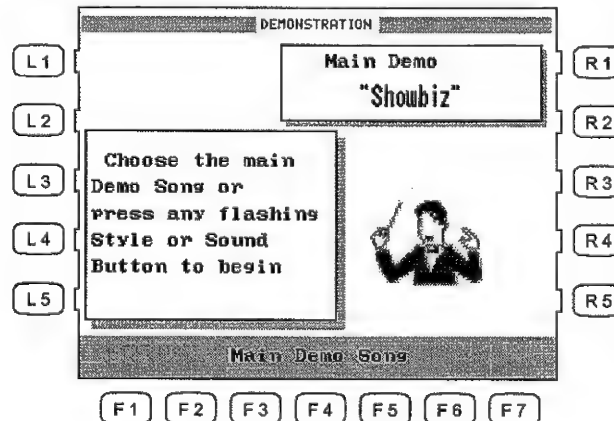 DEMONSTRATION
L1
L2
L3
L4
L5
Main Demo
"Showbiz"
Choose the main
Demo Song or
press any flashing
Style or Sound
Button to begin
R1
R2
R3
R4
R5
Main Demo Song
F1 F2 F3 F4 F5 F6 F7